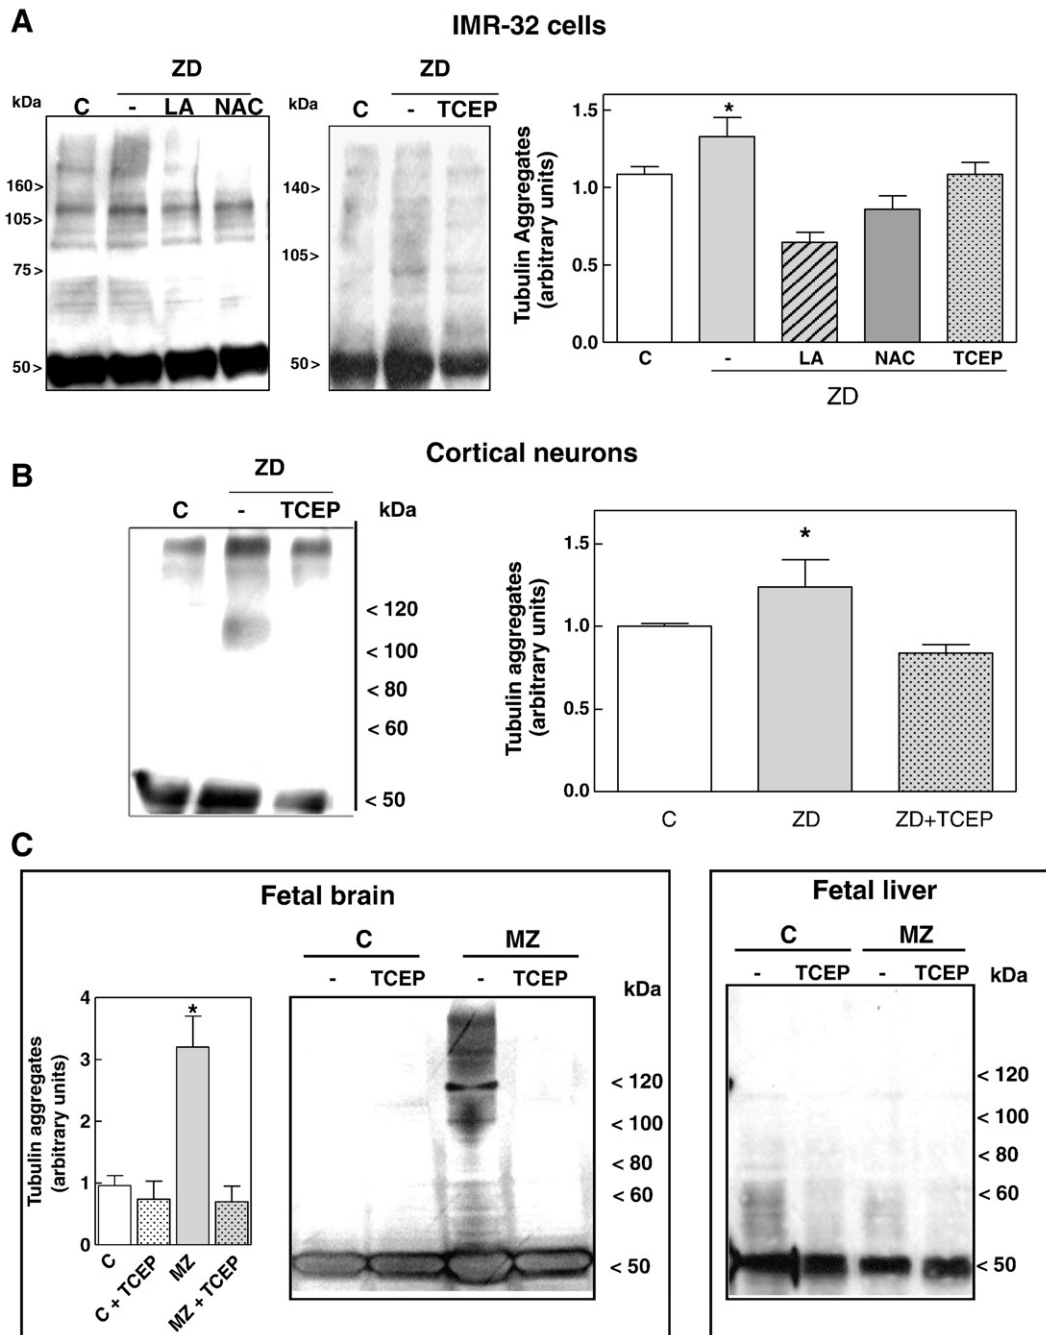 A
IMR-32 cells
ZD
kDa
C - LA NAC
160>
105>
75>
50>
ZD
kDa
C - TCEP
140>
105>
50>
Tubulin Aggregates
(arbitrary units)
1.5
1.0
0.5
0.0
*
C - LA NAC TCEP
ZD
B
Cortical neurons
ZD
C - TCEP kDa
< 120
< 100
< 80
< 60
< 50
Tubulin aggregates
(arbitrary units)
1.5
1.0
0.5
0.0
*
C ZD ZD+TCEP
C
Fetal brain
Tubulin aggregates
(arbitrary units)
4
3
2
1
0
*
C
C + TCEP
MZ
MZ + TCEP
C MZ
- TCEP - TCEP
kDa
< 120
< 100
< 80
< 60
< 50
Fetal liver
C MZ
- TCEP - TCEP kDa
< 120
< 100
< 80
< 60
< 50